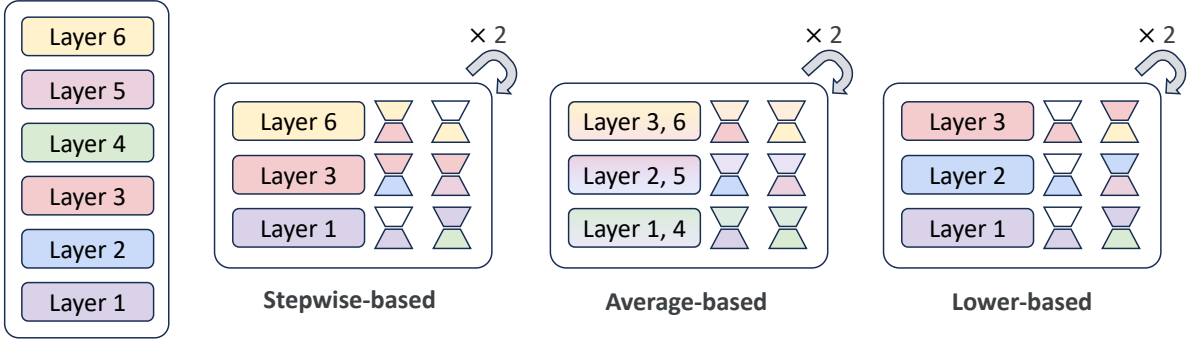 Layer 6
Layer 5
Layer 4
Layer 3
Layer 2
Layer 1
× 2
Layer 6
Layer 3
Layer 1
Stepwise-based
× 2
Layer 3, 6
Layer 2, 5
Layer 1, 4
Average-based
× 2
Layer 3
Layer 2
Layer 1
Lower-based